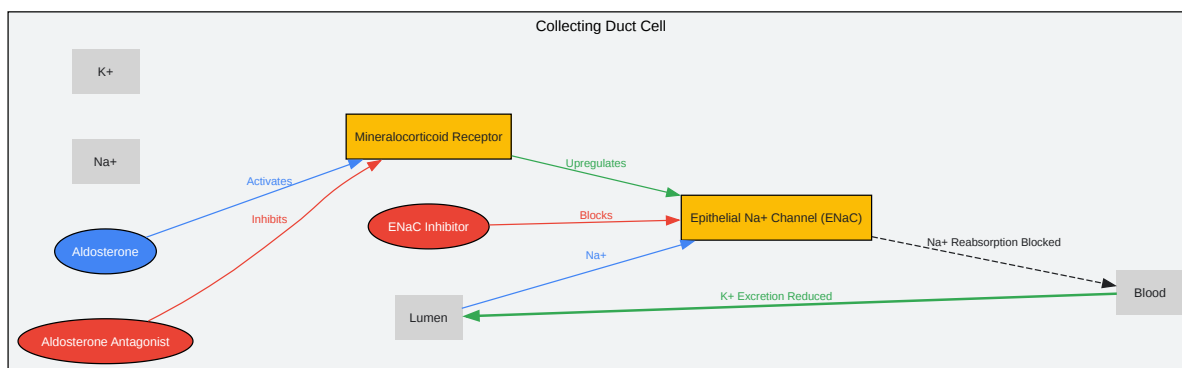 Collecting Duct Cell
K+
Mineralocorticoid Receptor
Na+
Upregulates
Activates
Inhibits
ENaC Inhibitor
Blocks
Epithelial Na+ Channel (ENaC)
Aldosterone
Na+
Na+ Reabsorption Blocked
K+ Excretion Reduced
Blood
Lumen
Aldosterone Antagonist